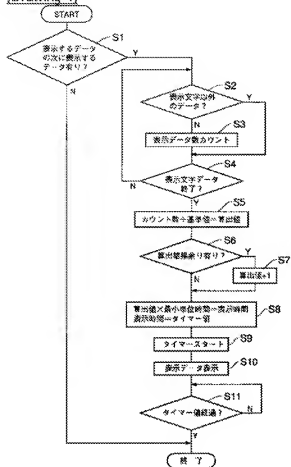 START
S1
表示するデータ
の次に表示する
データ有り？
Y
N
S2
表示文字以外
のデータ？
Y
N
S3
表示データ数カウント
S4
表示文字データ
終了？
N
Y
S5
カウント数÷基準値=算出値
S6
算出値余り有り？
Y
N
S7
算出値+1
S8
算出値×最小単位時間=表示時間
表示時間=タイマー値
S9
タイマースタート
S10
表示データ表示
S11
タイマー値経過？
N
Y
終了